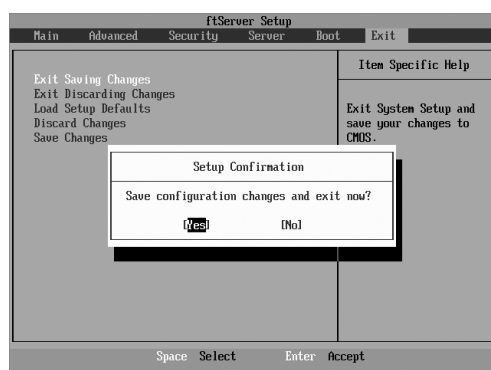 ftServer Setup
Main Advanced Security Server Boot Exit
Item Specific Help
Exit Saving Changes
Exit Discarding Changes
Load Setup Defaults
Discard Changes
Save Changes
Exit System Setup and
save your changes to
CMOS.
Setup Confirmation
Save configuration changes and exit now?
[Yes] [No]
Space Select Enter Accept